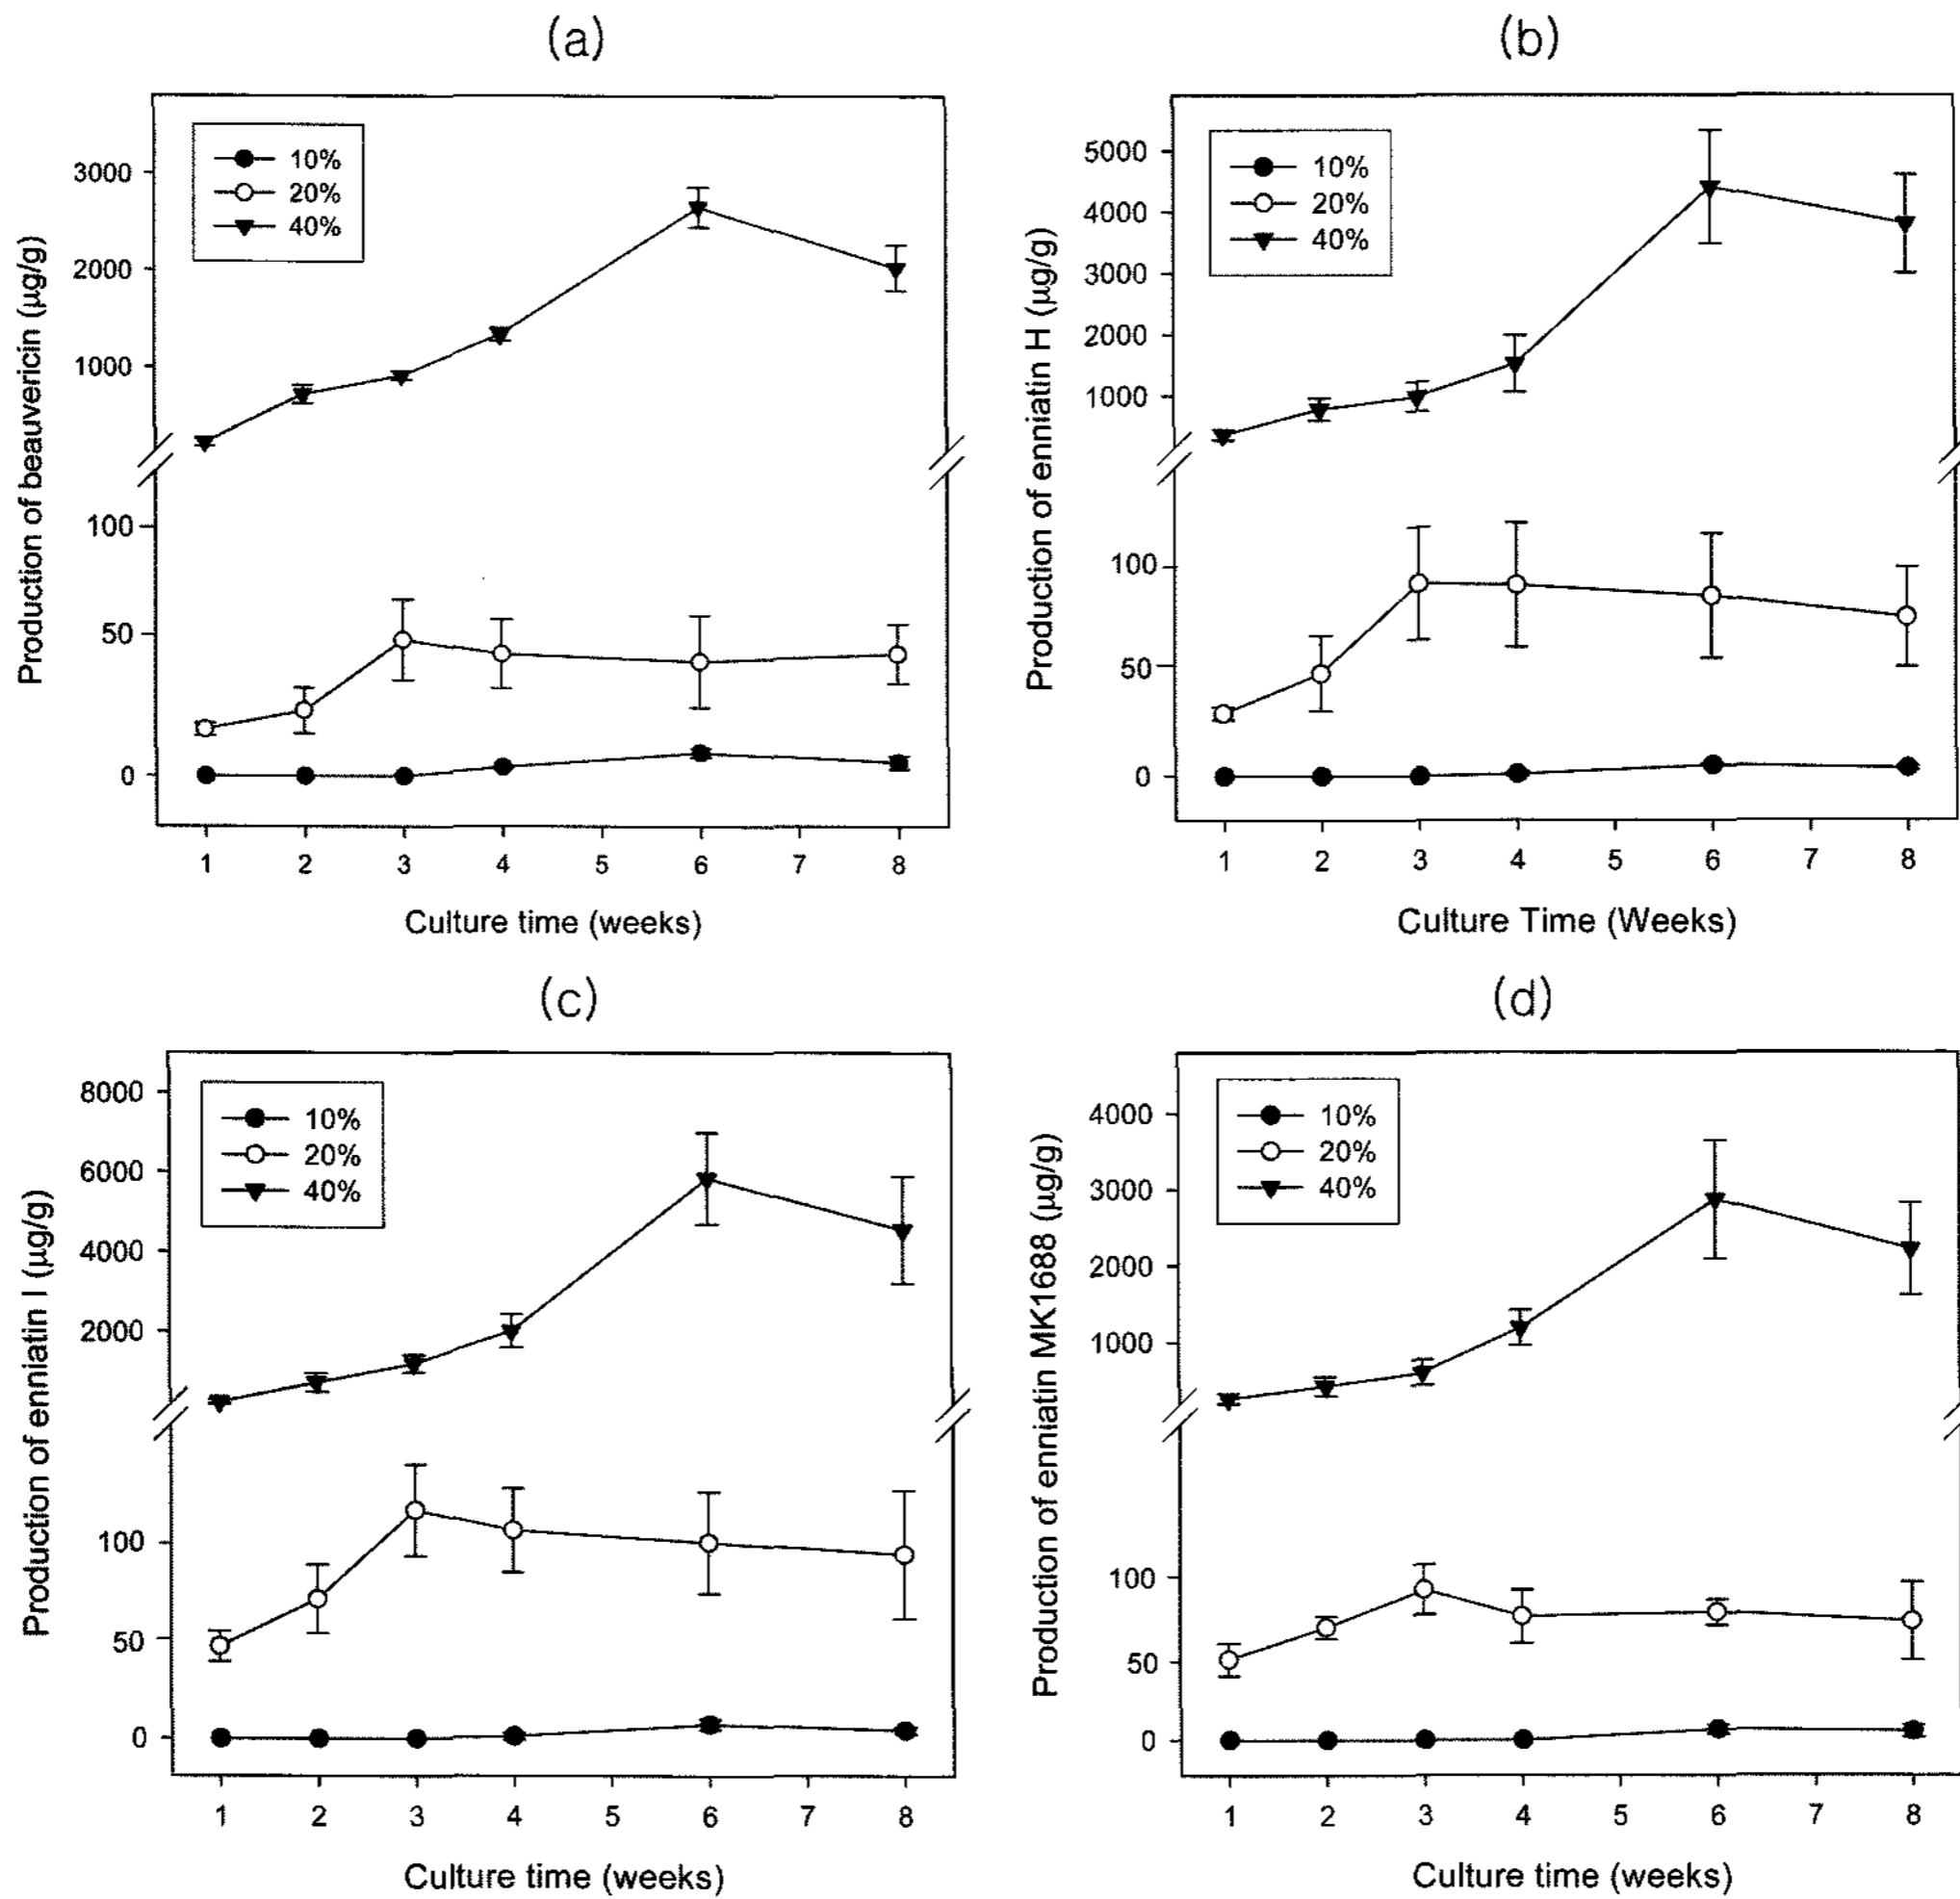 (a)
10%
20%
40%
Production of beauvericin (μg/g)
3000
2000
1000
100
50
0
1 2 3 4 5 6 7 8
Culture time (weeks)
(b)
10%
20%
40%
Production of enniatin H (μg/g)
5000
4000
3000
2000
1000
100
50
0
1 2 3 4 5 6 7 8
Culture Time (Weeks)
(c)
10%
20%
40%
Production of enniatin I (μg/g)
8000
6000
4000
2000
100
50
0
1 2 3 4 5 6 7 8
Culture time (weeks)
(d)
10%
20%
40%
Production of enniatin MK1688 (μg/g)
4000
3000
2000
1000
100
50
0
1 2 3 4 5 6 7 8
Culture time (weeks)